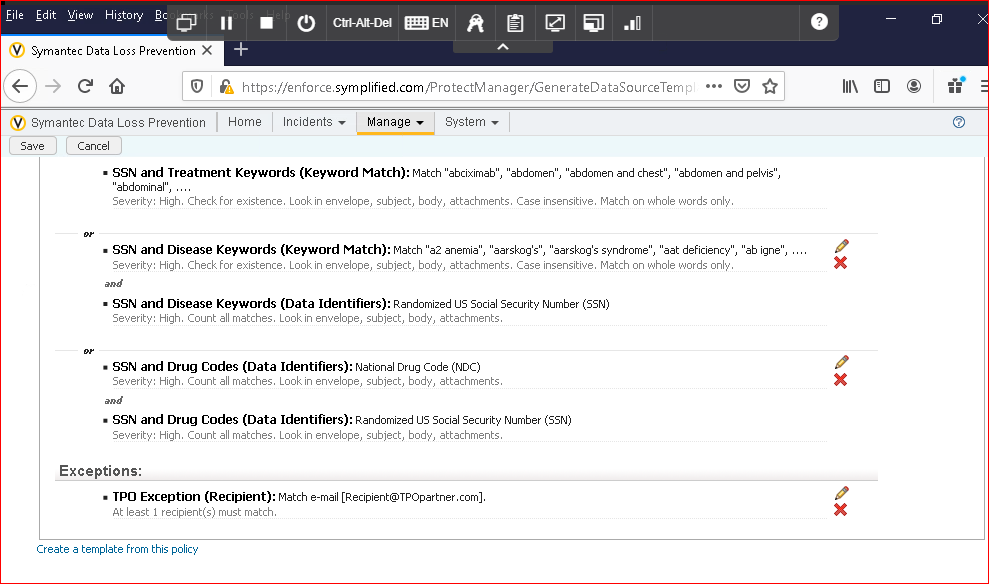 File Edit View History
Ctrl-Alt-Del EN ?
Symantec Data Loss Prevention
https://enforce.symplified.com/ProtectManager/GenerateDataSourceTempl
Symantec Data Loss Prevention Home Incidents Manage System ?
Save Cancel
SSN and Treatment Keywords (Keyword Match): Match "abciximab", "abdomen", "abdomen and chest", "abdomen and pelvis",
"abdominal", ....
Severity: High. Check for existence. Look in envelope, subject, body, attachments. Case insensitive. Match on whole words only.
or
SSN and Disease Keywords (Keyword Match): Match "a2 anemia", "aarskog's", "aarskog's syndrome", "aat deficiency", "ab igne", ....
Severity: High. Check for existence. Look in envelope, subject, body, attachments. Case insensitive. Match on whole words only.
and
SSN and Disease Keywords (Data Identifiers): Randomized US Social Security Number (SSN)
Severity: High. Count all matches. Look in envelope, subject, body, attachments.
or
SSN and Drug Codes (Data Identifiers): National Drug Code (NDC)
Severity: High. Count all matches. Look in envelope, subject, body, attachments.
and
SSN and Drug Codes (Data Identifiers): Randomized US Social Security Number (SSN)
Severity: High. Count all matches. Look in envelope, subject, body, attachments.
Exceptions:
TPO Exception (Recipient): Match e-mail [Recipient@TPOpartner.com].
At least 1 recipient(s) must match.
Create a template from this policy